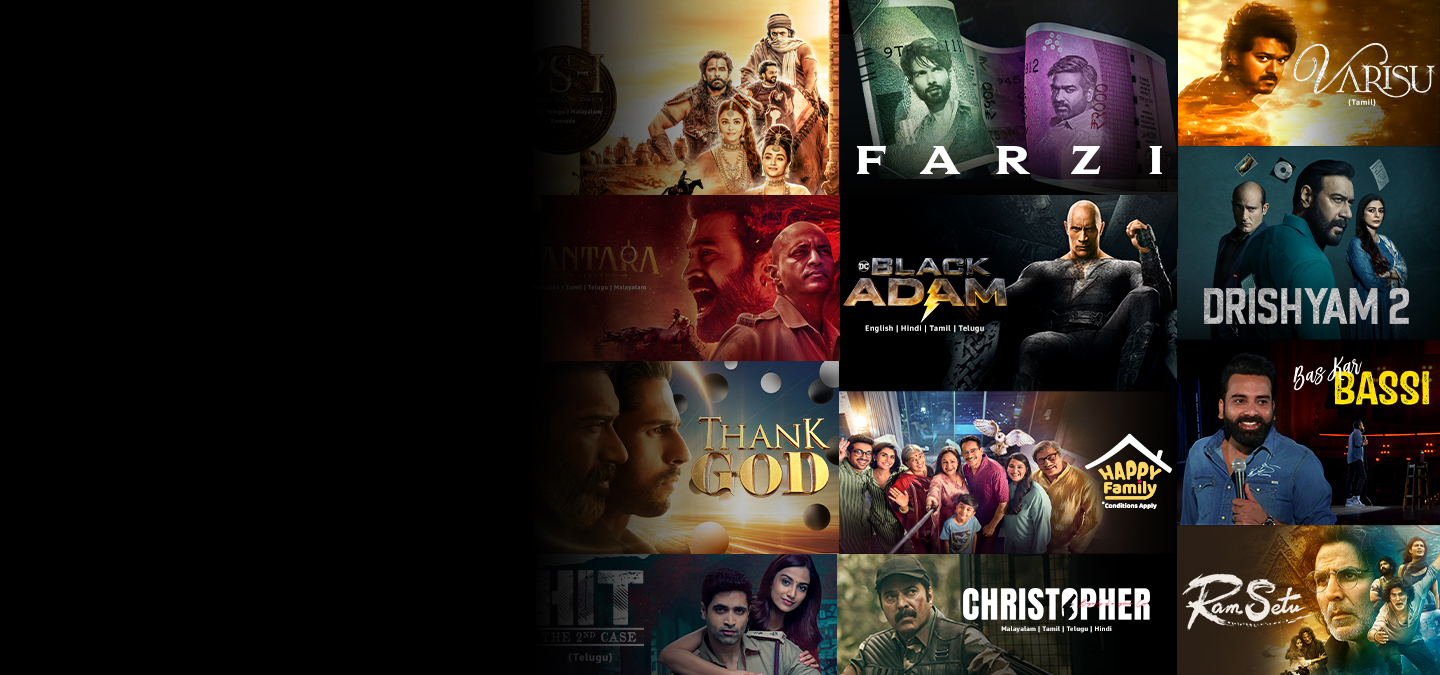 PS-I
FARZI
VARISU
(Tamil)
ANTARA
Tamil | Telugu | Malayalam
DC
BLACK
ADAM
English | Hindi | Tamil | Telugu
DRISHYAM 2
THANK
GOD
HAPPY
Family
*Conditions Apply
Bas Kar
BASSI
HIT
THE 2ND CASE
(Telugu)
CHRISTOPHER
Malayalam | Tamil | Telugu | Hindi
Ram Setu